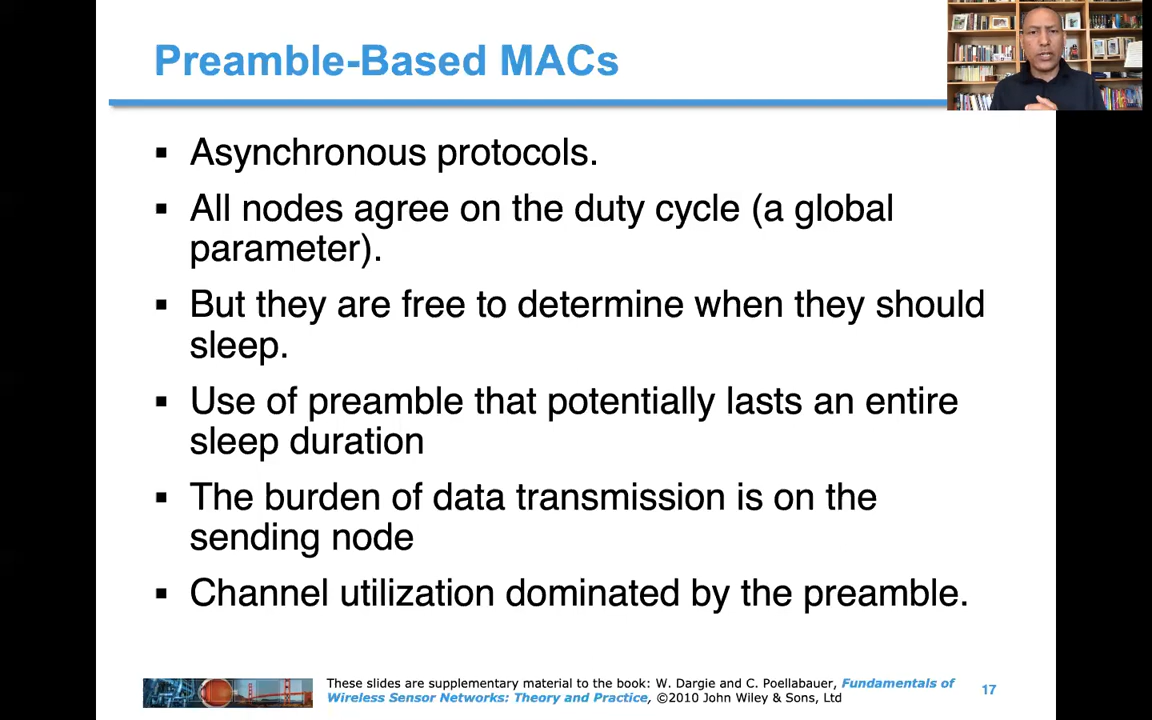 Preamble-Based MACs
▪ Asynchronous protocols.
▪ All nodes agree on the duty cycle (a global
parameter).
▪ But they are free to determine when they should
sleep.
▪ Use of preamble that potentially lasts an entire
sleep duration
▪ The burden of data transmission is on the
sending node
▪ Channel utilization dominated by the preamble.
These slides are supplementary material to the book: W. Dargie and C. Poellabauer, Fundamentals of
Wireless Sensor Networks: Theory and Practice, ©2010 John Wiley & Sons, Ltd
17